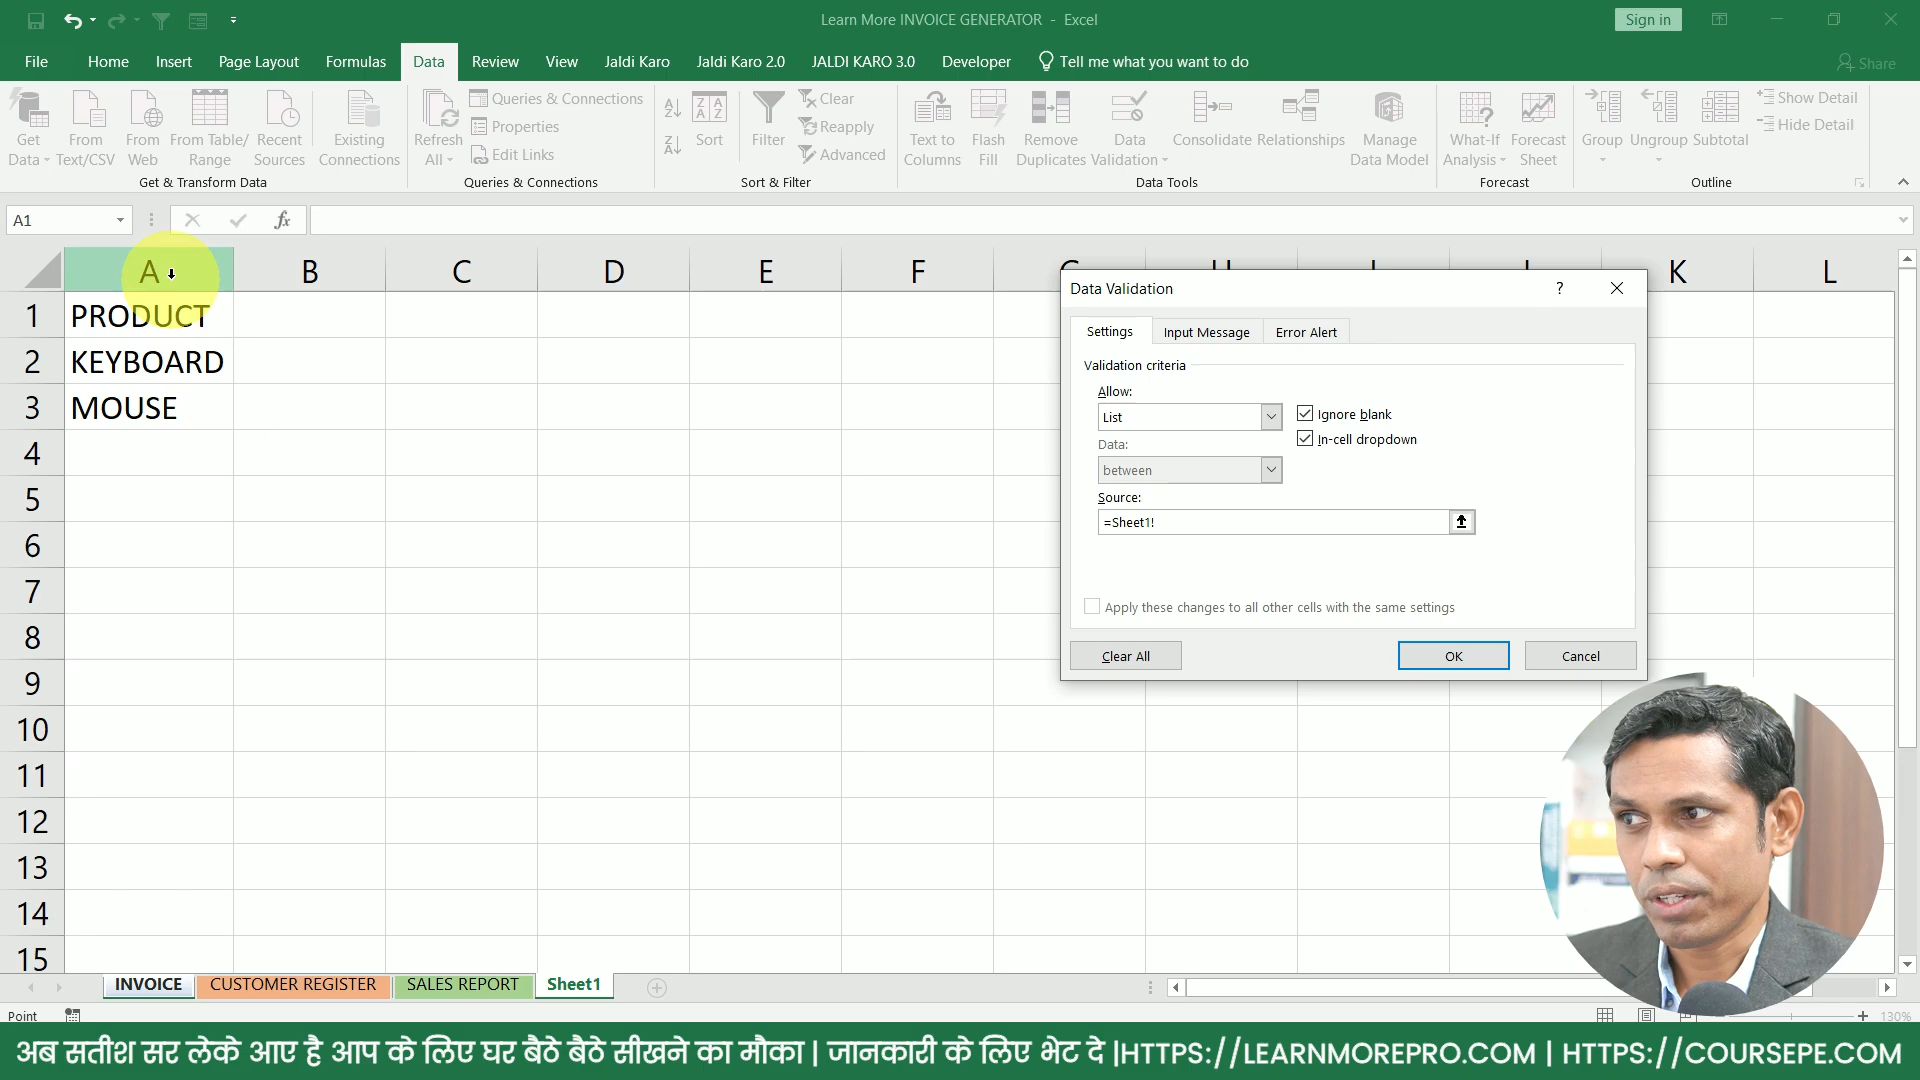 Learn More INVOICE GENERATOR - Excel
Sign in
File Home Insert Page Layout Formulas Data Review View Jaldi Karo Jaldi Karo 2.0 JALDI KARO 3.0 Developer Tell me what you want to do Share
Get Data
From Text/CSV
From Web
From Table/ Range
Recent Sources
Existing Connections
Get & Transform Data
Refresh All
Queries & Connections
Properties
Edit Links
Queries & Connections
Sort
Filter
Clear
Reapply
Advanced
Sort & Filter
Text to Columns
Flash Fill
Remove Duplicates
Data Validation
Consolidate
Relationships
Manage Data Model
Data Tools
What-If Analysis
Forecast Sheet
Forecast
Group
Ungroup
Subtotal
Show Detail
Hide Detail
Outline
A1
fx
A B C D E F K L
1 PRODUCT
2 KEYBOARD
3 MOUSE
4
5
6
7
8
9
10
11
12
13
14
15
Data Validation ?
Settings Input Message Error Alert
Validation criteria
Allow:
List
Ignore blank
In-cell dropdown
Data:
between
Source:
=Sheet1!
Apply these changes to all other cells with the same settings
Clear All OK Cancel
INVOICE CUSTOMER REGISTER SALES REPORT Sheet1
Point
130%
अब सतीश सर लेके आए है आप के लिए घर बैठे बैठे सीखने का मौका | जानकारी के लिए भेट दे |HTTPS://LEARNMOREPRO.COM | HTTPS://COURSEPE.COM